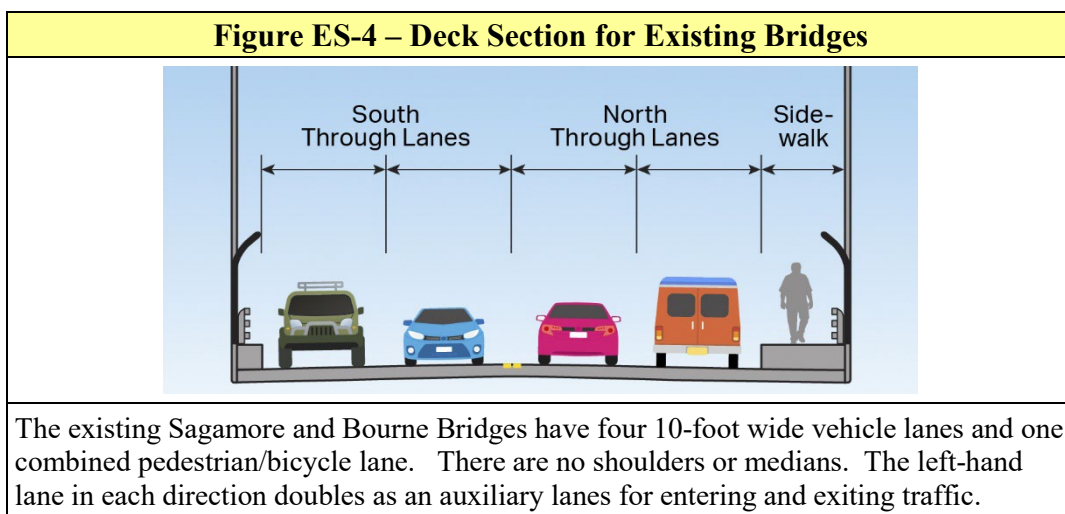 Figure ES-4 – Deck Section for Existing Bridges
South
Through Lanes
North
Through Lanes
Side-
walk
The existing Sagamore and Bourne Bridges have four 10-foot wide vehicle lanes and one
combined pedestrian/bicycle lane.   There are no shoulders or medians.  The left-hand
lane in each direction doubles as an auxiliary lanes for entering and exiting traffic.